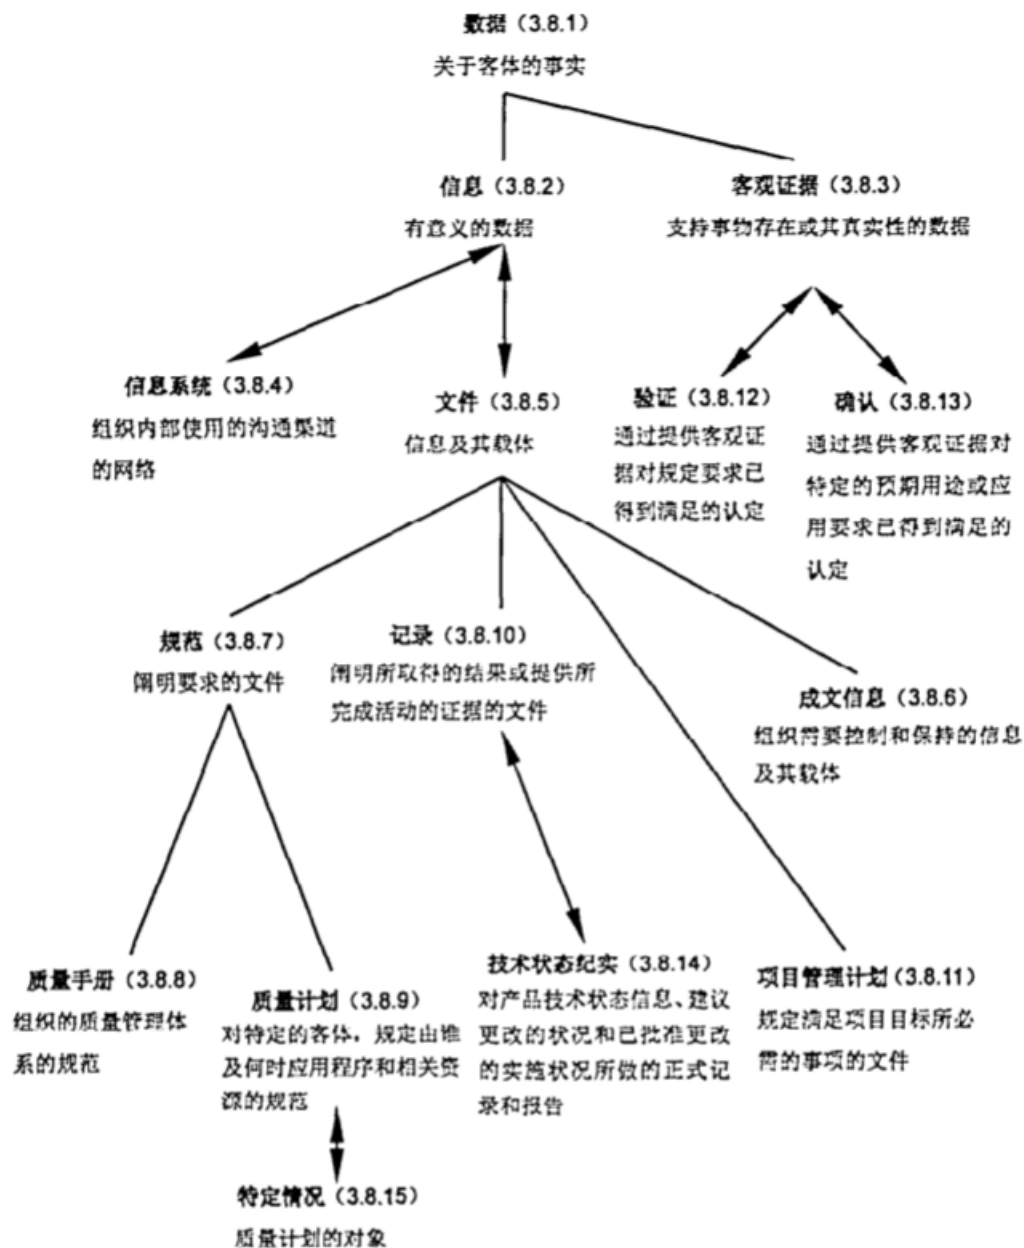 数据（3.8.1）
关于客体的事实
信息（3.8.2）
有意义的数据
客观证据（3.8.3）
支持事物存在或其真实性的数据
信息系统（3.8.4）
组织内部使用的沟通渠道
的网络
文件（3.8.5）
信息及其载体
验证（3.8.12）
通过提供客观证
据对规定要求已
得到满足的认定
确认（3.8.13）
通过提供客观证据对
特定的预期用途或应
用要求已得到满足的
认定
规范（3.8.7）
阐明要求的文件
记录（3.8.10）
阐明所取得的结果或提供所
完成活动的证据的文件
成文信息（3.8.6）
组织需要控制和保持的信息
及其载体
质量手册（3.8.8）
组织的质量管理体
系的规范
质量计划（3.8.9）
对特定的客体，规定由谁
及何时应用程序和相关资
源的规范
技术状态纪实（3.8.14）
对产品技术状态信息、建议
更改的状况和已批准更改
的实施状况所做的正式记
录和报告
项目管理计划（3.8.11）
规定满足项目目标所必
需的事项的文件
特定情况（3.8.15）
质量计划的对象